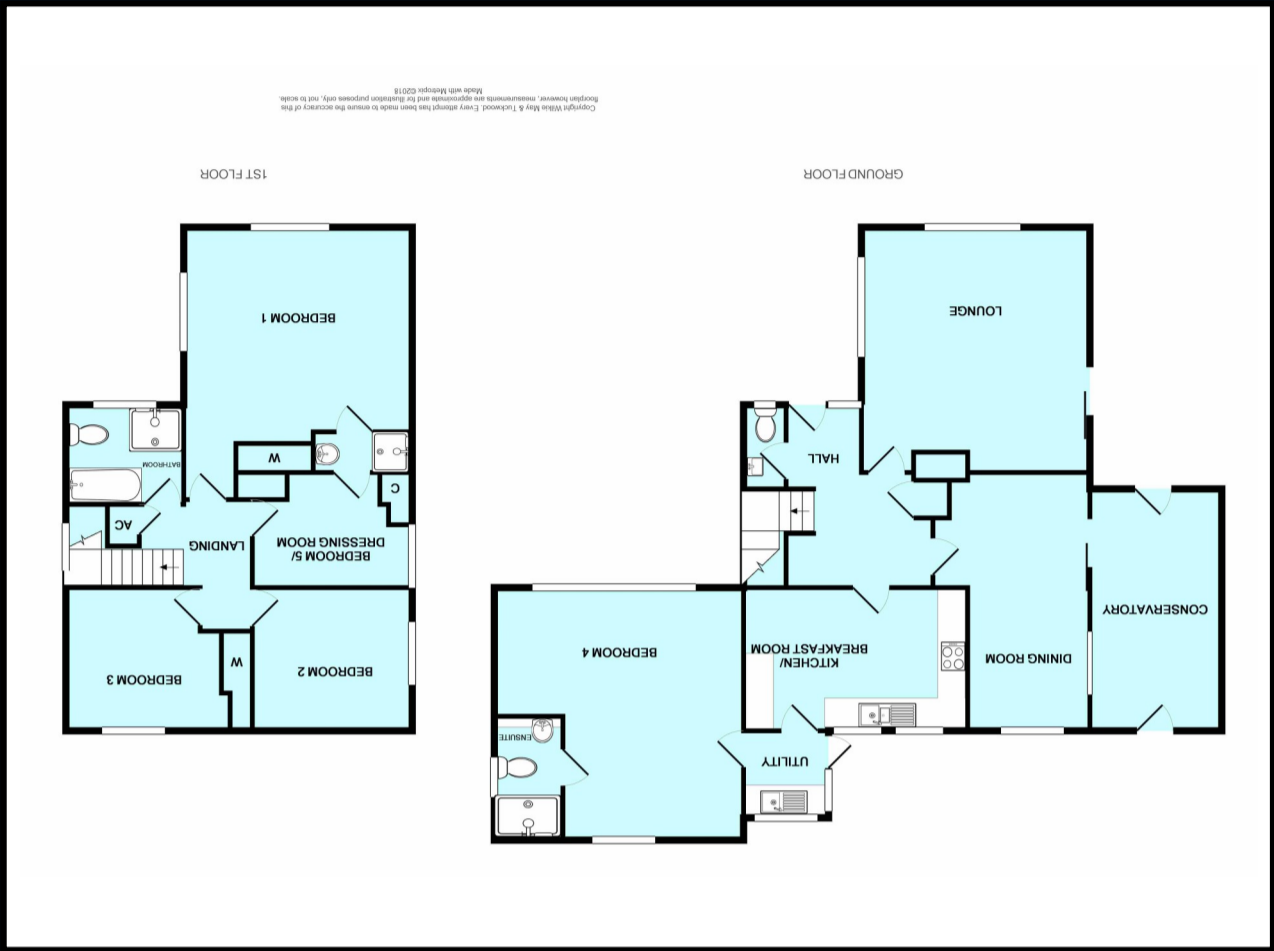 UTILITY
ENSUITE
DINING ROOM
KITCHEN/
BREAKFAST ROOM
BEDROOM 4
CONSERVATORY
HALL
LOUNGE
GROUND FLOOR
BEDROOM 2
BEDROOM 3
W
BEDROOM 5/
DRESSING ROOM
LANDING
AC
C
BATHROOM
W
BEDROOM 1
1ST FLOOR
Copyright Wilkie May & Tuckwood. Every attempt has been made to ensure the accuracy of this
floorplan however, measurements are approximate and for illustration purposes only, not to scale.
Made with Metropix ©2018